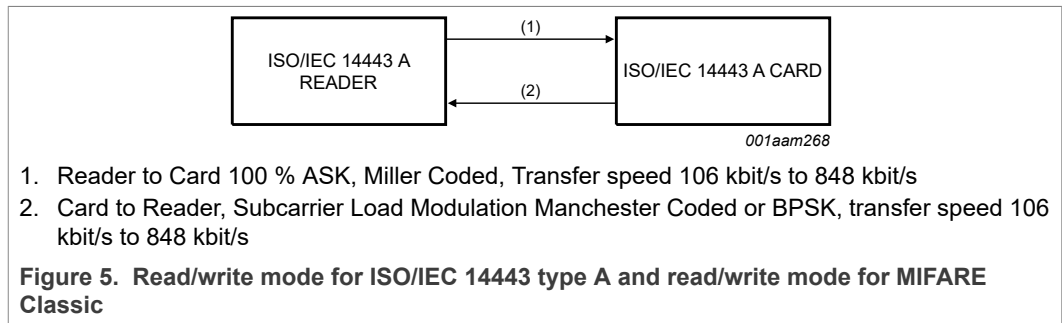 (1)
ISO/IEC 14443 A
READER
ISO/IEC 14443 A CARD
(2)
001aam268
1. Reader to Card 100 % ASK, Miller Coded, Transfer speed 106 kbit/s to 848 kbit/s
2. Card to Reader, Subcarrier Load Modulation Manchester Coded or BPSK, transfer speed 106
kbit/s to 848 kbit/s
Figure 5. Read/write mode for ISO/IEC 14443 type A and read/write mode for MIFARE
Classic